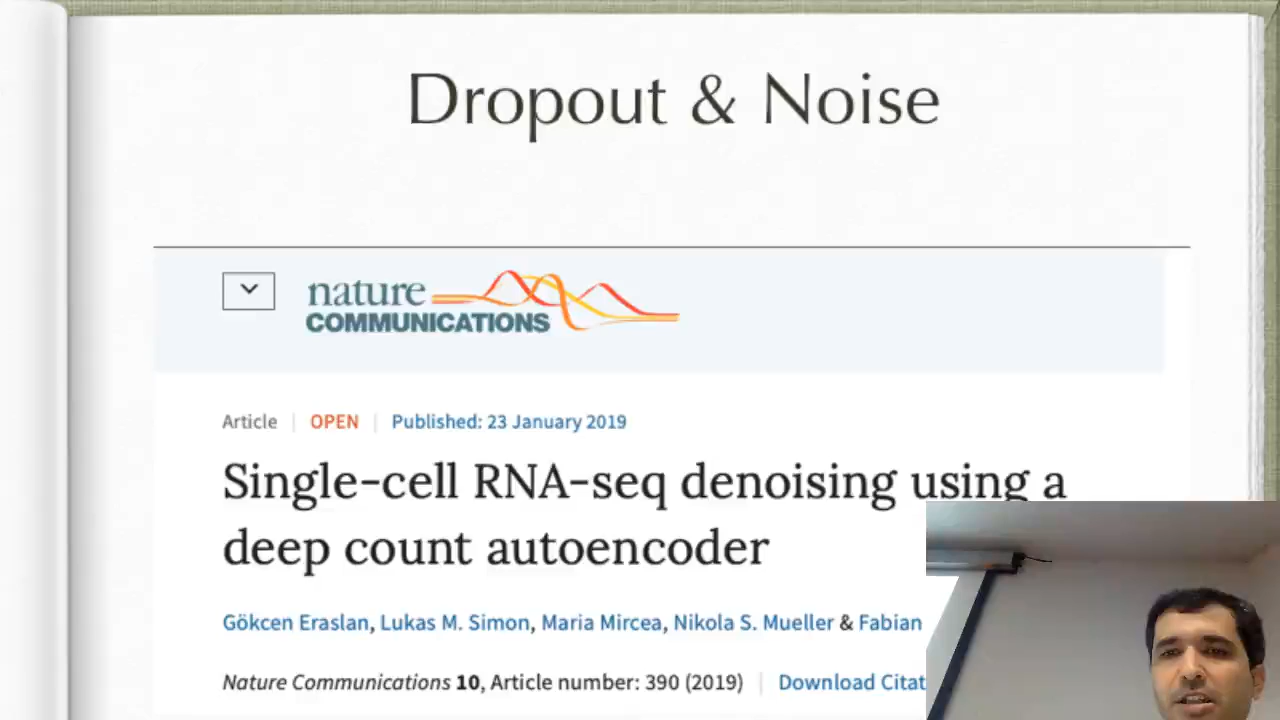 Dropout & Noise
nature
COMMUNICATIONS
Article | OPEN | Published: 23 January 2019
Single-cell RNA-seq denoising using a
deep count autoencoder
Gökcen Eraslan, Lukas M. Simon, Maria Mircea, Nikola S. Mueller & Fabian
Nature Communications 10, Article number: 390 (2019) | Download Citat